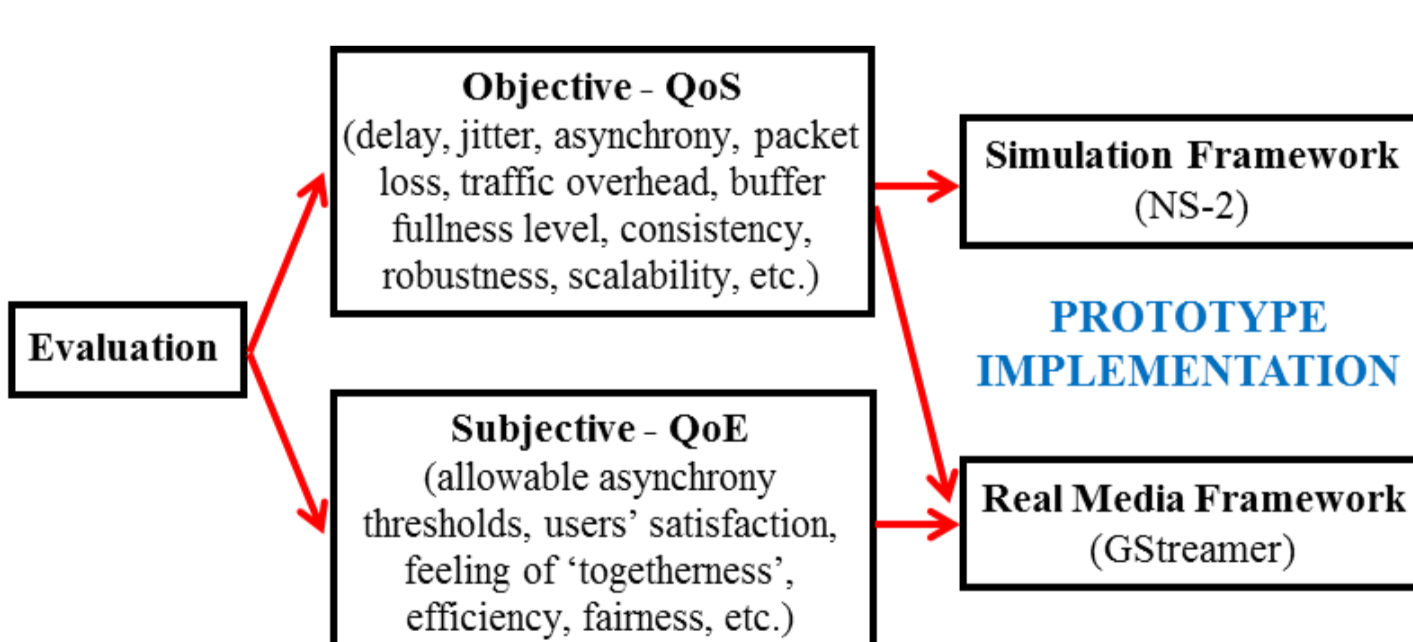 Evaluation
Objective - QoS
(delay, jitter, asynchrony, packet
loss, traffic overhead, buffer
fullness level, consistency,
robustness, scalability, etc.)
Subjective - QoE
(allowable asynchrony
thresholds, users’ satisfaction,
feeling of ‘togetherness’,
efficiency, fairness, etc.)
Simulation Framework
(NS-2)
PROTOTYPE
IMPLEMENTATION
Real Media Framework
(GStreamer)